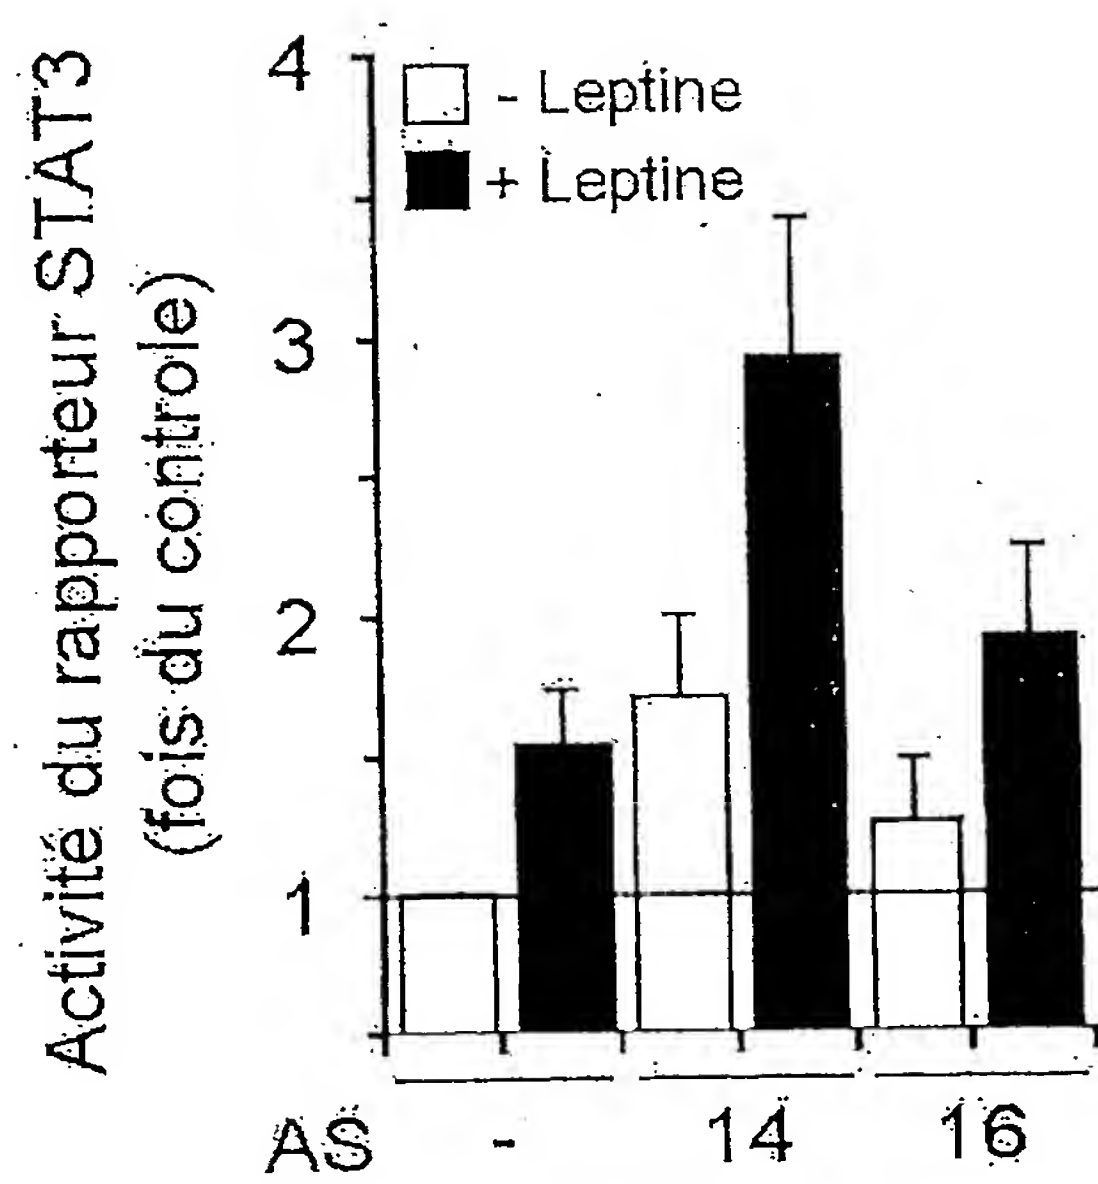 Activité du rapporteur STAT3
(fois du controle)
4
3
2
1
- Leptine
+ Leptine
AS - 14 16